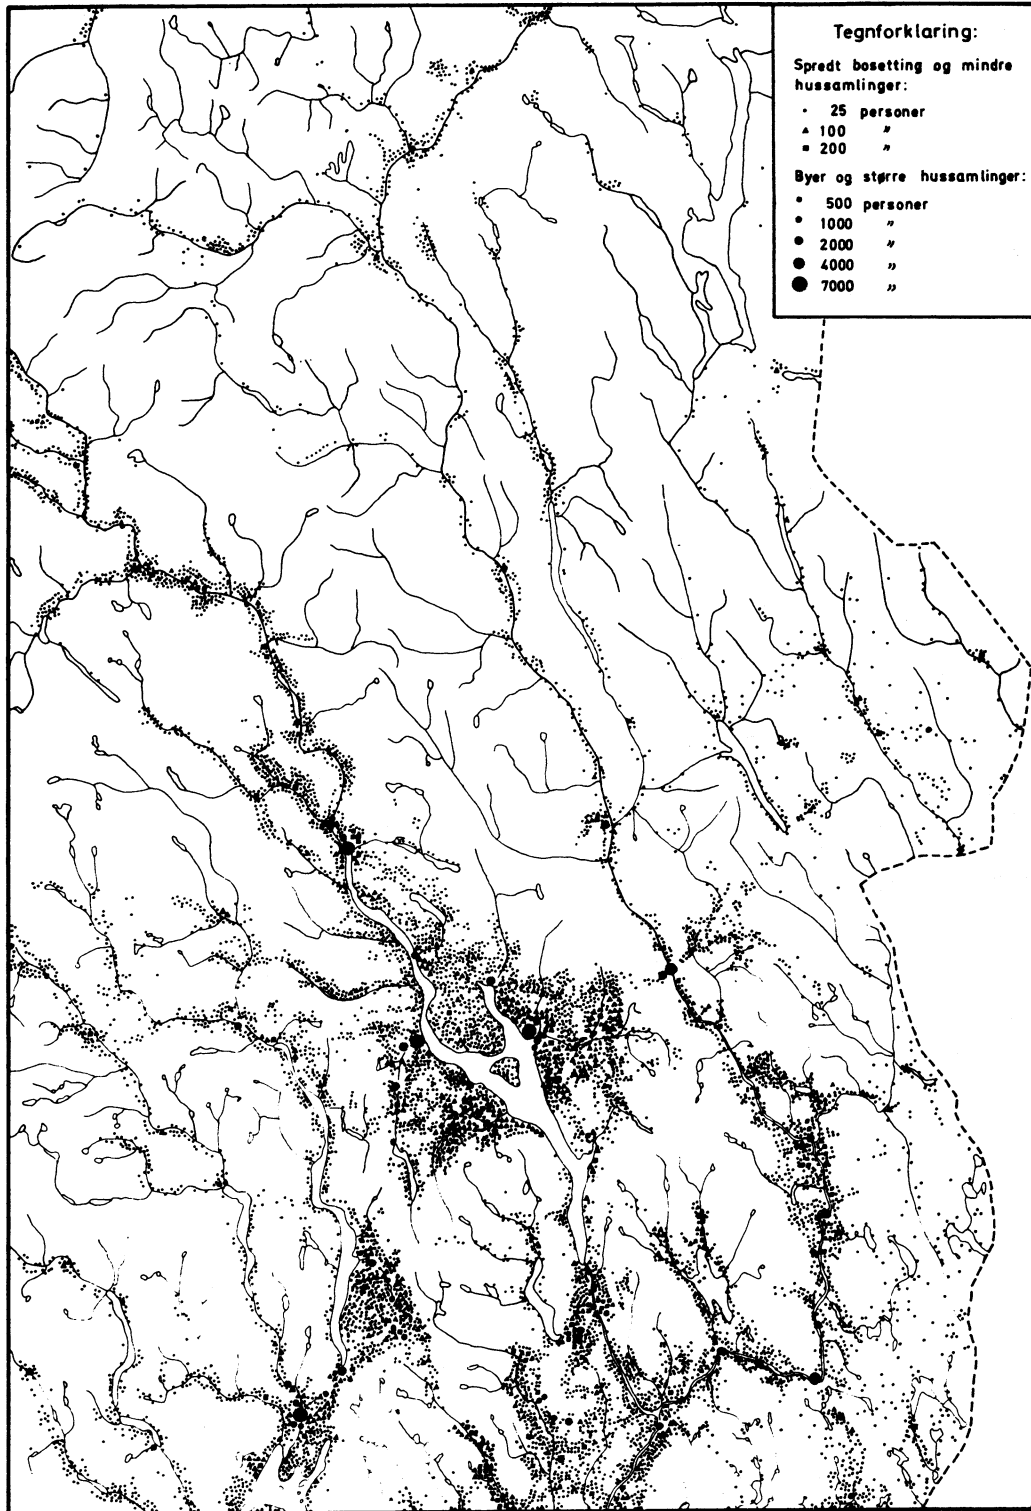 Tegnforklaring:
Spredt bosetting og mindre
hussamlinger:
25 personer
100 "
200 "
Byer og større hussamlinger:
500 personer
1000 "
2000 "
4000 "
7000 "